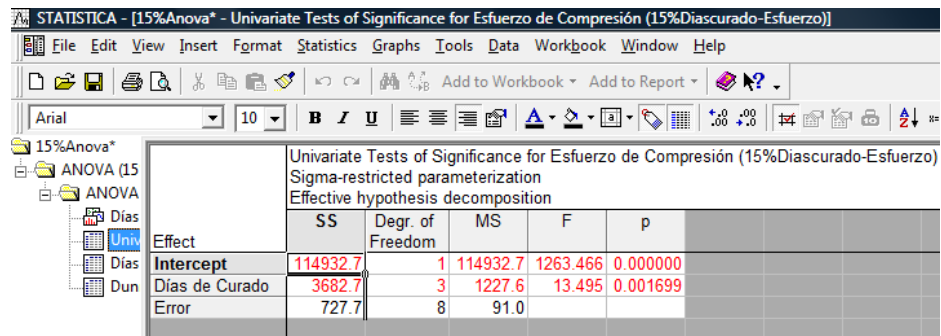 STATISTICA - [15%Anova* - Univariate Tests of Significance for Esfuerzo de Compresión (15%Diascurado-Esfuerzo)]
File Edit View Insert Format Statistics Graphs Tools Data Workbook Window Help
Add to Workbook Add to Report
Arial 10 B I U
15%Anova*
ANOVA (15
ANOVA
Días
Univ
Días
Dun
Univariate Tests of Significance for Esfuerzo de Compresión (15%Diascurado-Esfuerzo)
Sigma-restricted parameterization
Effective hypothesis decomposition
Effect SS Degr. of Freedom MS F p
Intercept 114932.7 1 114932.7 1263.466 0.000000
Días de Curado 3682.7 3 1227.6 13.495 0.001699
Error 727.7 8 91.0